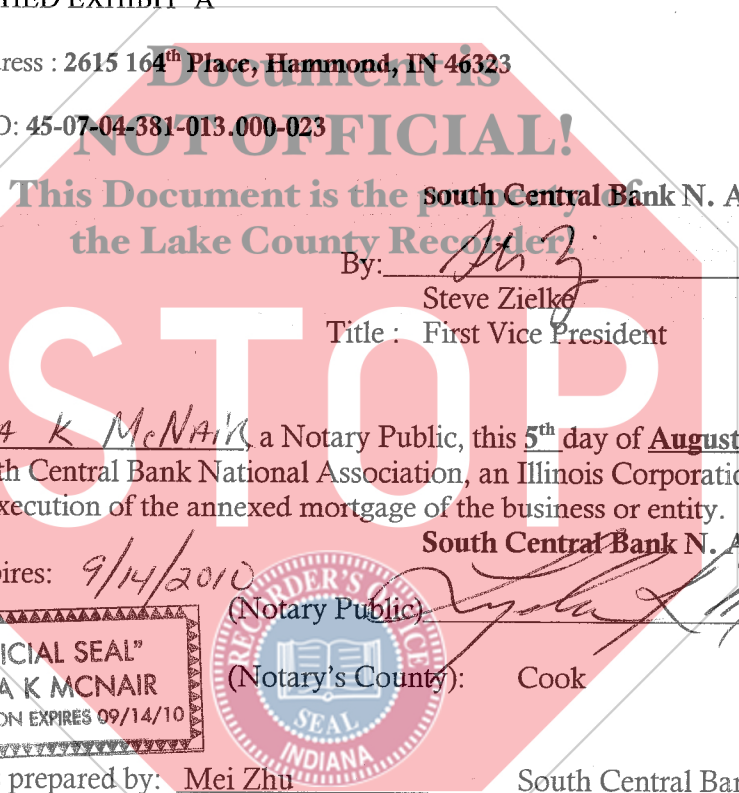 EXHIBIT "A"
ress : 2615 164th Place, Hammond, IN 46323
Document is
D: 45-07-04-381-013.000-023
NOT OFFICIAL!
This Document is the property of
South Central Bank N. A
the Lake County Recorder!
By:
Steve Zielke
Title : First Vice President
STOP
A K McNair, a Notary Public, this 5th day of August
th Central Bank National Association, an Illinois Corporatio
xecution of the annexed mortgage of the business or entity.
South Central Bank N. A
ires: 9/14/2010
(Notary Public)
ICIAL SEAL"
A K MCNAIR
ON EXPIRES 09/14/10
(Notary's County): Cook
RECORDER'S OFFICE
SEAL
INDIANA
prepared by: Mei Zhu
South Central Ban